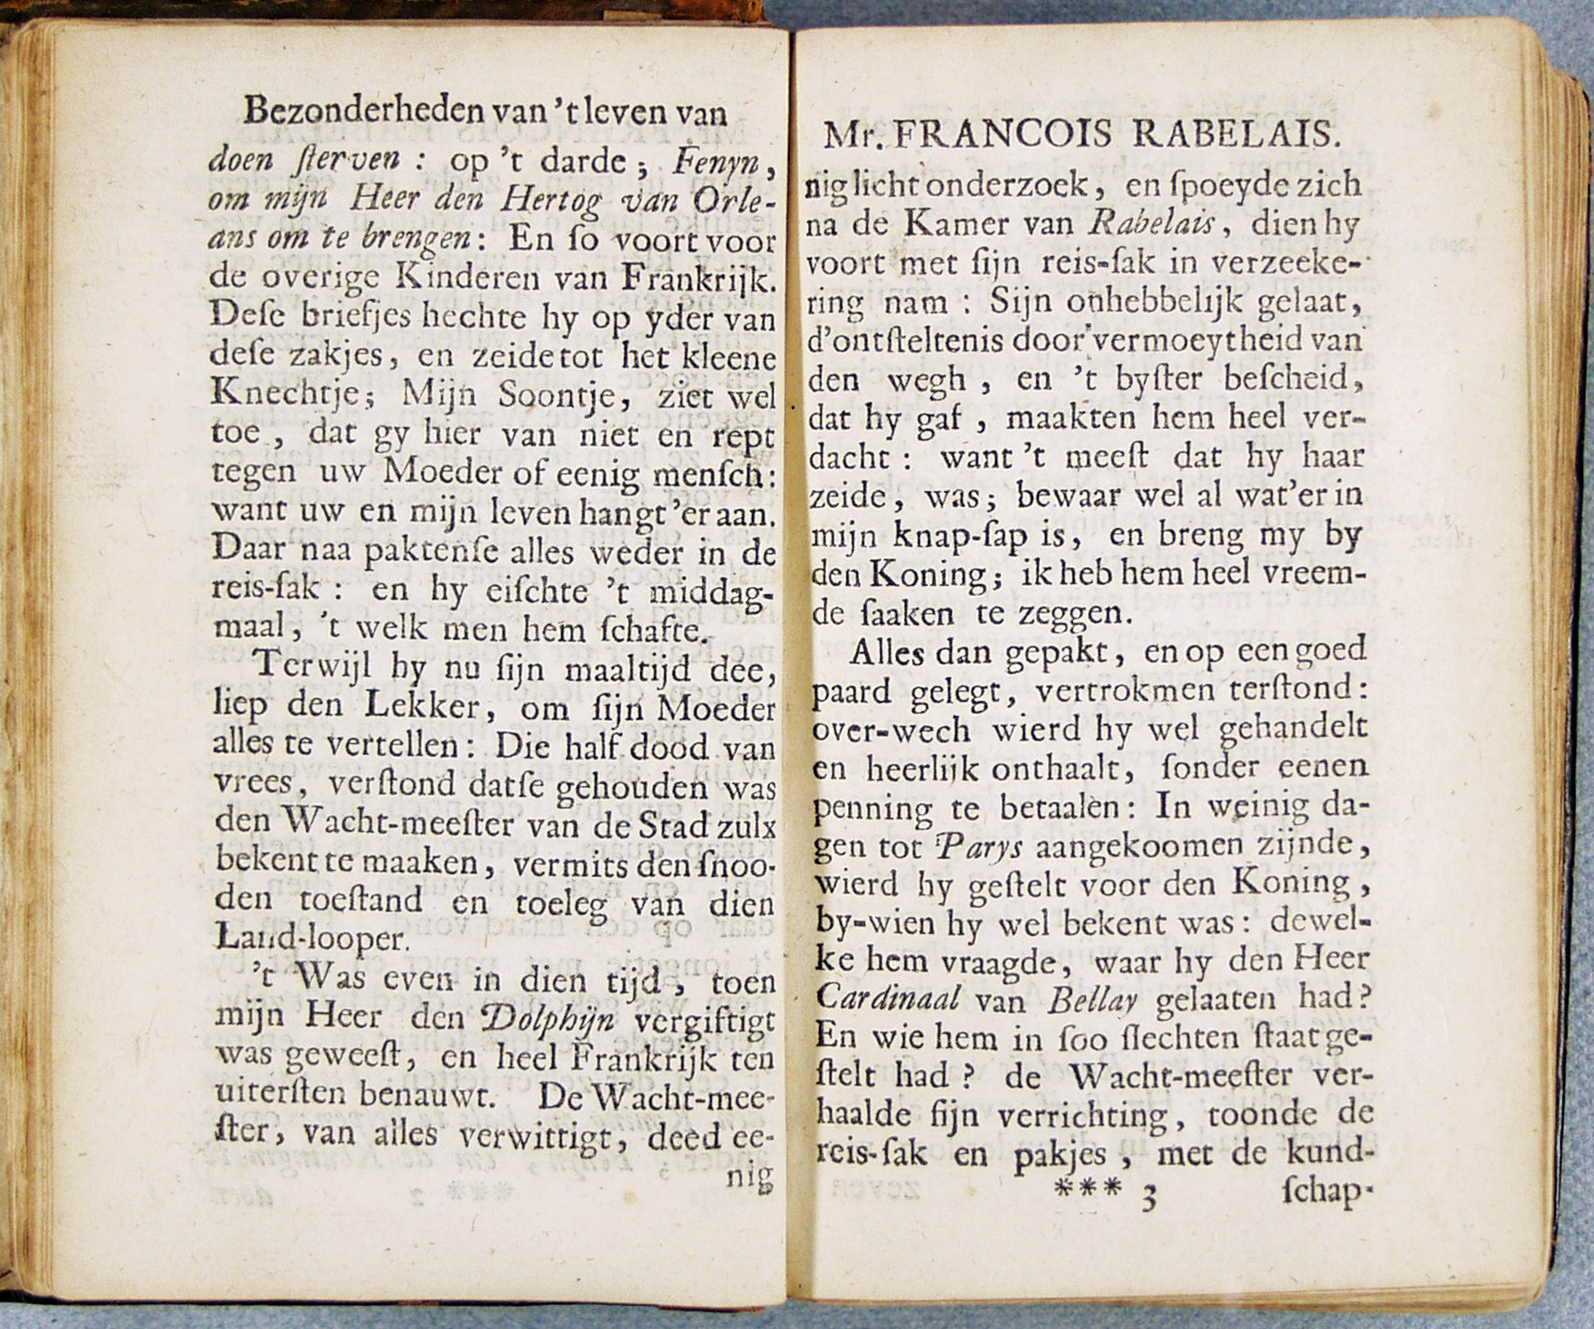 Bezonderheden van 't leven van
doen ſterven : op 't darde ; Fenyn,
om mijn Heer den Hertog van Orle-
ans om te brengen: En ſo voort voor
de overige Kinderen van Frankrijk.
Deſe briefjes hechte hy op yder van
deſe zakjes, en zeide tot het kleene
Knechtje; Mijn Soontje, ziet wel
toe, dat gy hier van niet en rept
tegen uw Moeder of eenig menſch:
want uw en mijn leven hangt 'er aan.
Daar naa paktenſe alles weder in de
reis-ſak : en hy eiſchte 't middag-
maal, 't welk men hem ſchafte.
Terwijl hy nu ſijn maaltijd dee,
liep den Lekker, om ſijn Moeder
alles te vertellen: Die half dood van
vrees, verſtond datſe gehouden was
den Wacht-meeſter van de Stad zulx
bekent te maaken, vermits den ſnoo-
den toeſtand en toeleg van dien
Land-looper.
't Was even in dien tijd, toen
mijn Heer den Dolphijn vergiftigt
was geweeſt, en heel Frankrijk ten
uiterſten benauwt. De Wacht-mee-
ſter, van alles verwittigt, deed ee-
nig
Mr. FRANCOIS RABELAIS.
nig licht onderzoek, en ſpoeyde zich
na de Kamer van Rabelais, dien hy
voort met ſijn reis-ſak in verzeeke-
ring nam : Sijn onhebbelijk gelaat,
d'ontſteltenis door vermoeytheid van
den wegh, en 't byſter beſcheid,
dat hy gaf, maakten hem heel ver-
dacht : want 't meeſt dat hy haar
zeide, was; bewaar wel al wat'er in
mijn knap-ſap is, en breng my by
den Koning; ik heb hem heel vreem-
de ſaaken te zeggen.
Alles dan gepakt, en op een goed
paard gelegt, vertrokmen terſtond:
over-wech wierd hy wel gehandelt
en heerlijk onthaalt, ſonder eenen
penning te betaalen: In weinig da-
gen tot Parys aangekoomen zijnde,
wierd hy geſtelt voor den Koning,
by-wien hy wel bekent was: dewel-
ke hem vraagde, waar hy den Heer
Cardinaal van Bellay gelaaten had?
En wie hem in ſoo ſlechten ſtaat ge-
ſtelt had? de Wacht-meeſter ver-
haalde ſijn verrichting, toonde de
reis-ſak en pakjes, met de kund-
*** 3 ſchap-